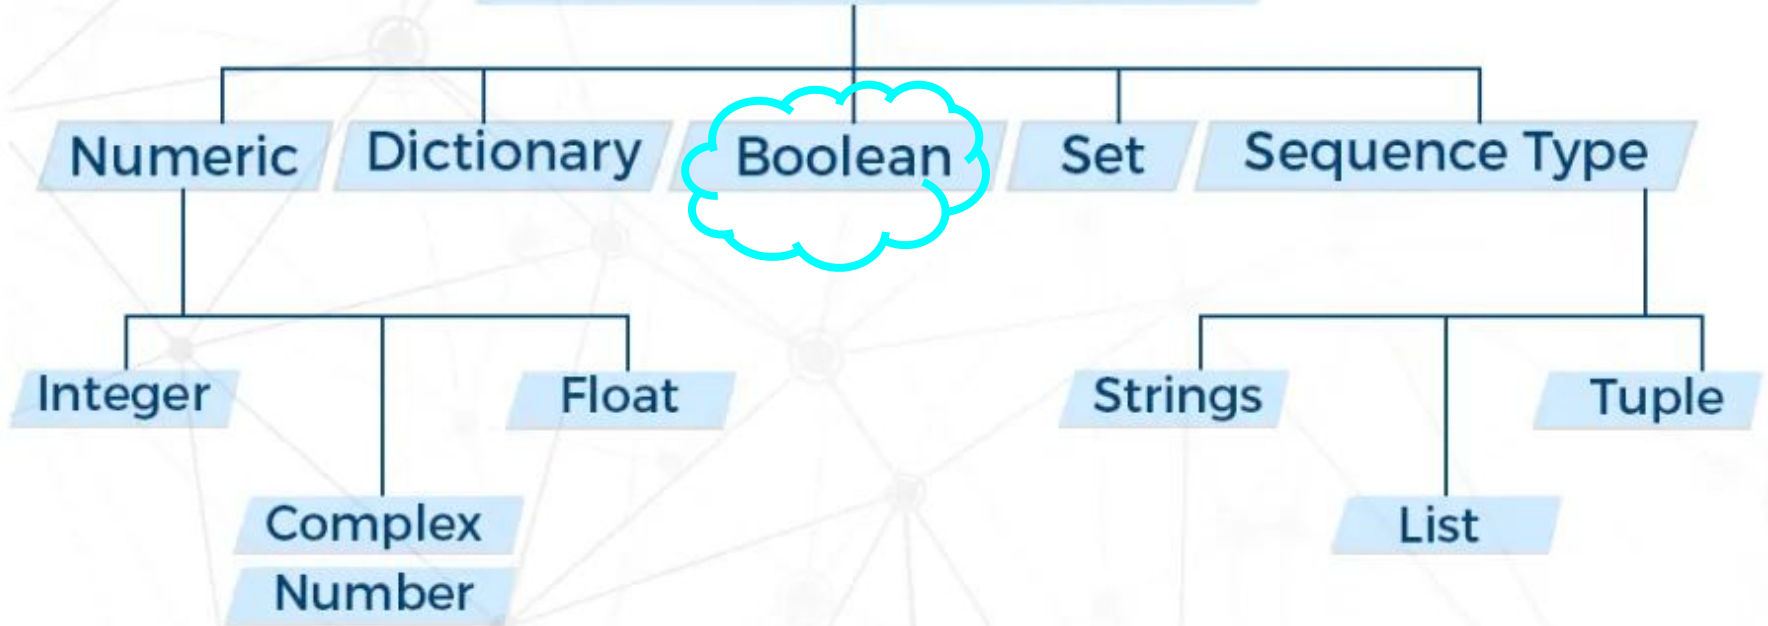 Numeric
Dictionary
Boolean
Set
Sequence Type
Integer
Float
Strings
Tuple
Complex
Number
List